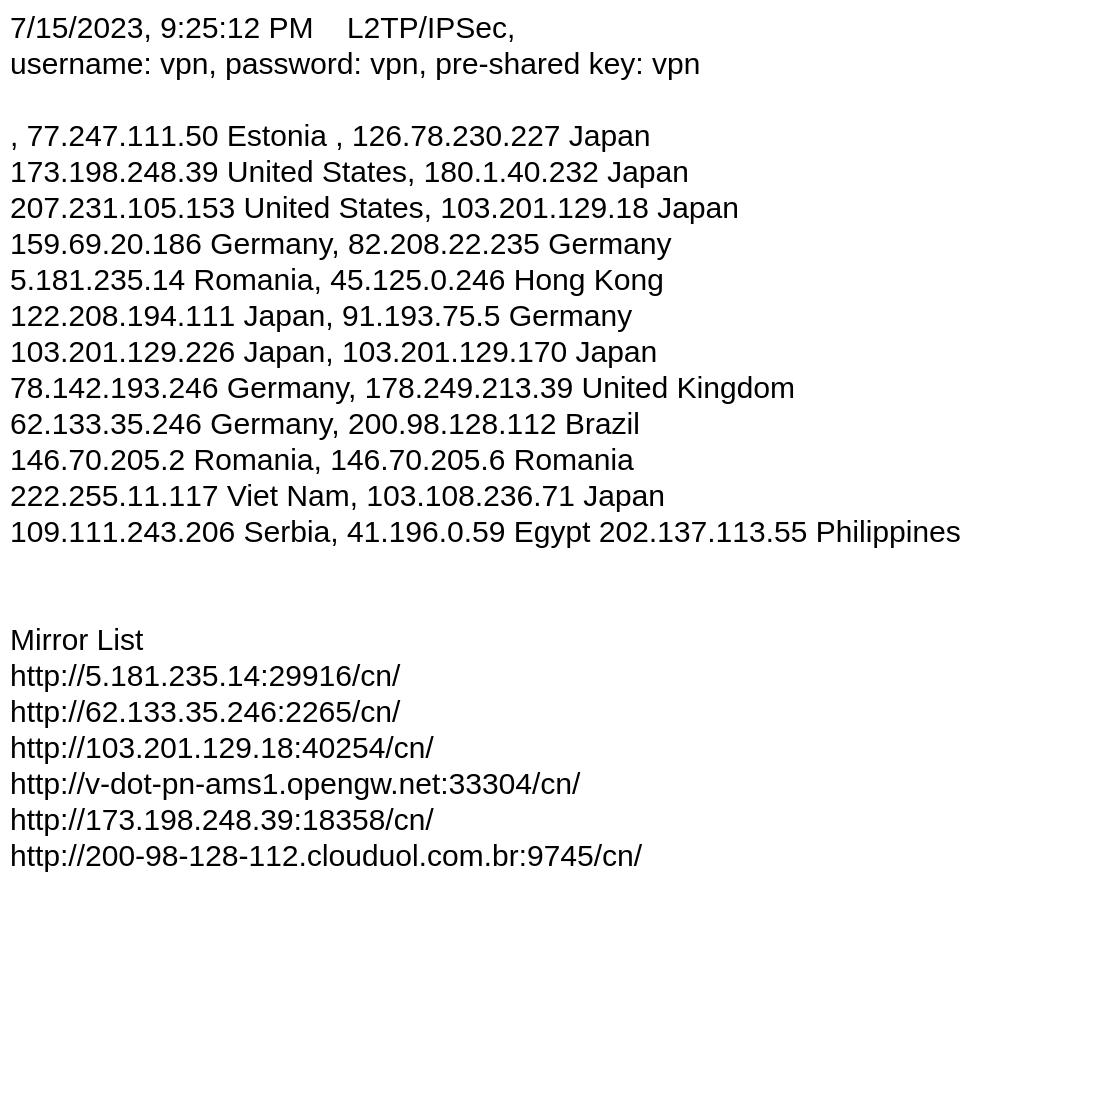 7/15/2023, 9:25:12 PM    L2TP/IPSec,
username: vpn, password: vpn, pre-shared key: vpn
, 77.247.111.50 Estonia , 126.78.230.227 Japan
173.198.248.39 United States, 180.1.40.232 Japan
207.231.105.153 United States, 103.201.129.18 Japan
159.69.20.186 Germany, 82.208.22.235 Germany
5.181.235.14 Romania, 45.125.0.246 Hong Kong
122.208.194.111 Japan, 91.193.75.5 Germany
103.201.129.226 Japan, 103.201.129.170 Japan
78.142.193.246 Germany, 178.249.213.39 United Kingdom
62.133.35.246 Germany, 200.98.128.112 Brazil
146.70.205.2 Romania, 146.70.205.6 Romania
222.255.11.117 Viet Nam, 103.108.236.71 Japan
109.111.243.206 Serbia, 41.196.0.59 Egypt 202.137.113.55 Philippines
Mirror List
http://5.181.235.14:29916/cn/
http://62.133.35.246:2265/cn/
http://103.201.129.18:40254/cn/
http://v-dot-pn-ams1.opengw.net:33304/cn/
http://173.198.248.39:18358/cn/
http://200-98-128-112.clouduol.com.br:9745/cn/